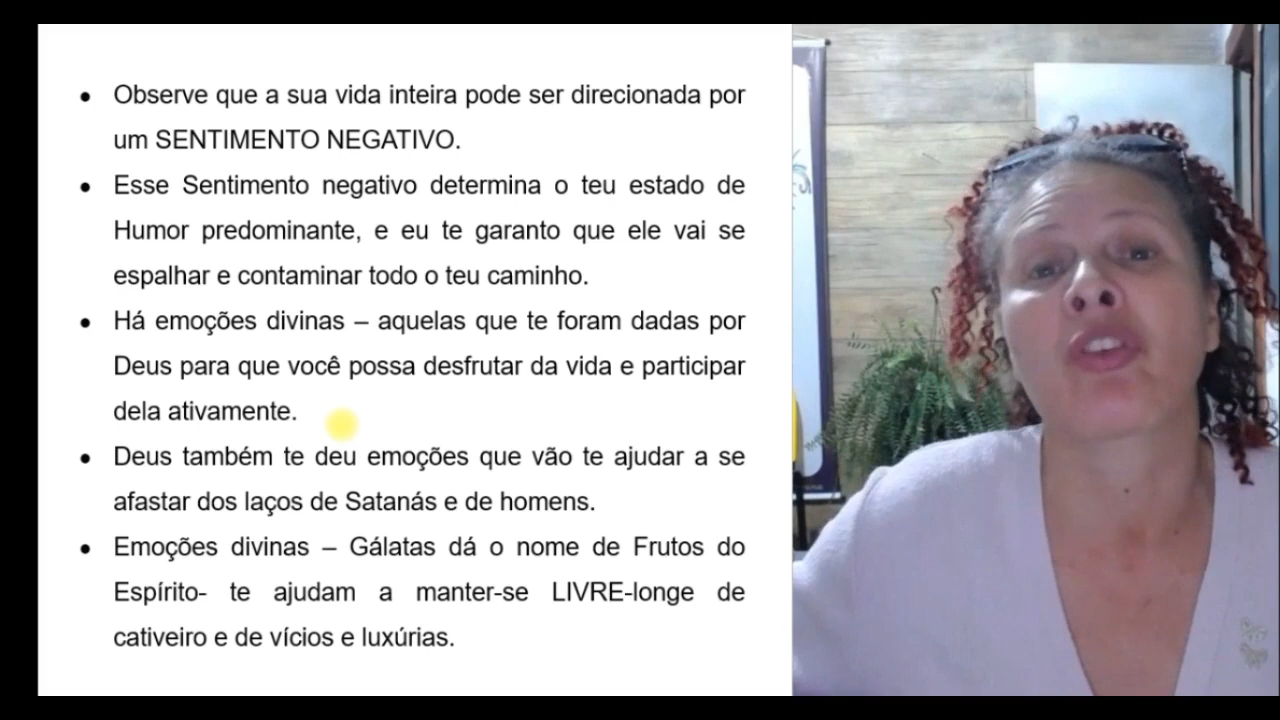 • Observe que a sua vida inteira pode ser direcionada por
um SENTIMENTO NEGATIVO.
• Esse Sentimento negativo determina o teu estado de
Humor predominante, e eu te garanto que ele vai se
espalhar e contaminar todo o teu caminho.
• Há emoções divinas – aquelas que te foram dadas por
Deus para que você possa desfrutar da vida e participar
dela ativamente.
• Deus também te deu emoções que vão te ajudar a se
afastar dos laços de Satanás e de homens.
• Emoções divinas – Gálatas dá o nome de Frutos do
Espírito- te ajudam a manter-se LIVRE-longe de
cativeiro e de vícios e luxúrias.